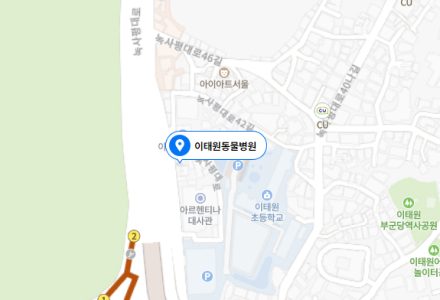 CU
녹사평대로
녹사평대로46길
아이아트서울
녹사평대로40나길
CU
녹사평대로42길
이태원동물병원
P
아르헨티나
대사관
이태원
초등학교
이태원
부군당역사공원
2
이태원어
놀이터
P
1